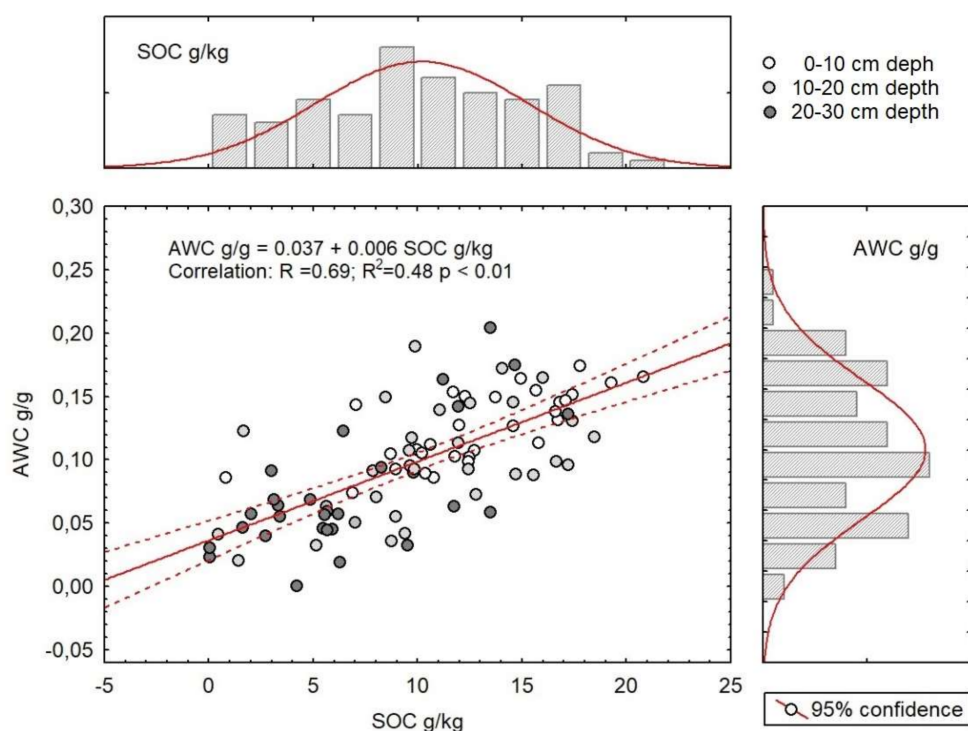 SOC g/kg
0-10 cm deph
10-20 cm depth
20-30 cm depth
0,30
0,25
0,20
0,15
0,10
0,05
0,00
-0,05
AWC g/g
AWC g/g = 0.037 + 0.006 SOC g/kg
Correlation: R =0.69; R²=0.48 p < 0.01
AWC g/g
-5 0 5 10 15 20 25
SOC g/kg
95% confidence